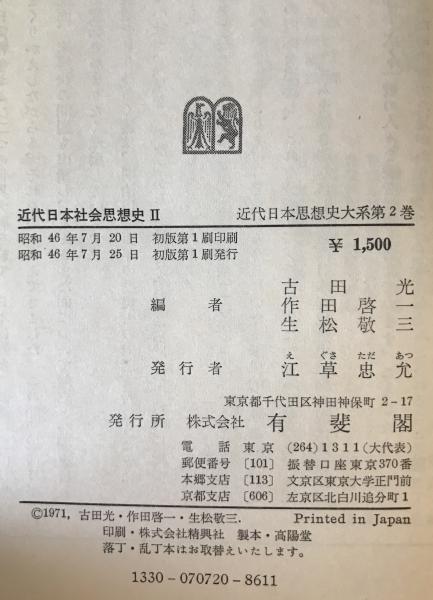 近代日本社会思想史 II 近代日本思想史大系第2巻
昭和 46 年 7 月 20 日 初版第 1 刷印刷
昭和 46 年 7 月 25 日 初版第 1 刷発行
¥ 1,500
古田 光
編者 作田啓一
生松敬三
え ぐさ ただ あつ
発行者 江草忠允
東京都千代田区神田神保町 2-17
発行所 株式会社 有斐閣
電話 東京 (264) 1311 (大代表)
郵便番号 〔101〕 振替口座東京370番
本郷支店 〔113〕 文京区東京大学正門前
京都支店 〔606〕 左京区北白川追分町 1
©1971, 古田光・作田啓一・生松敬三. Printed in Japan
印刷・株式会社精興社 製本・高陽堂
落丁・乱丁本はお取替えいたします。
1330-070720-8611